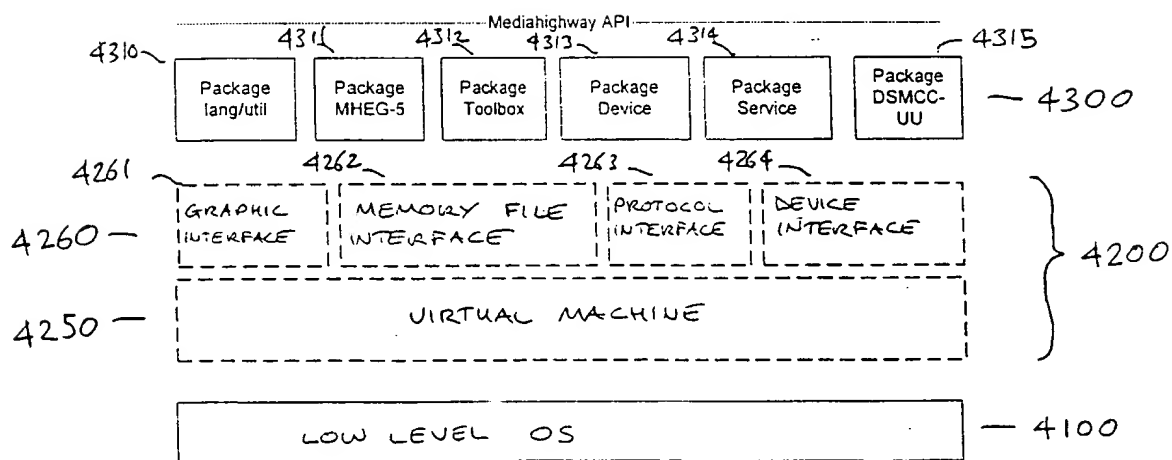 Mediahighway API
4310 4311 4312 4313 4314 4315
Package lang/util
Package MHEG-5
Package Toolbox
Package Device
Package Service
Package DSMCC-UU
4300
4261 4262 4263 4264
GRAPHIC INTERFACE
MEMORY FILE INTERFACE
PROTOCOL INTERFACE
DEVICE INTERFACE
4260
4200
4250
VIRTUAL MACHINE
LOW LEVEL OS
4100